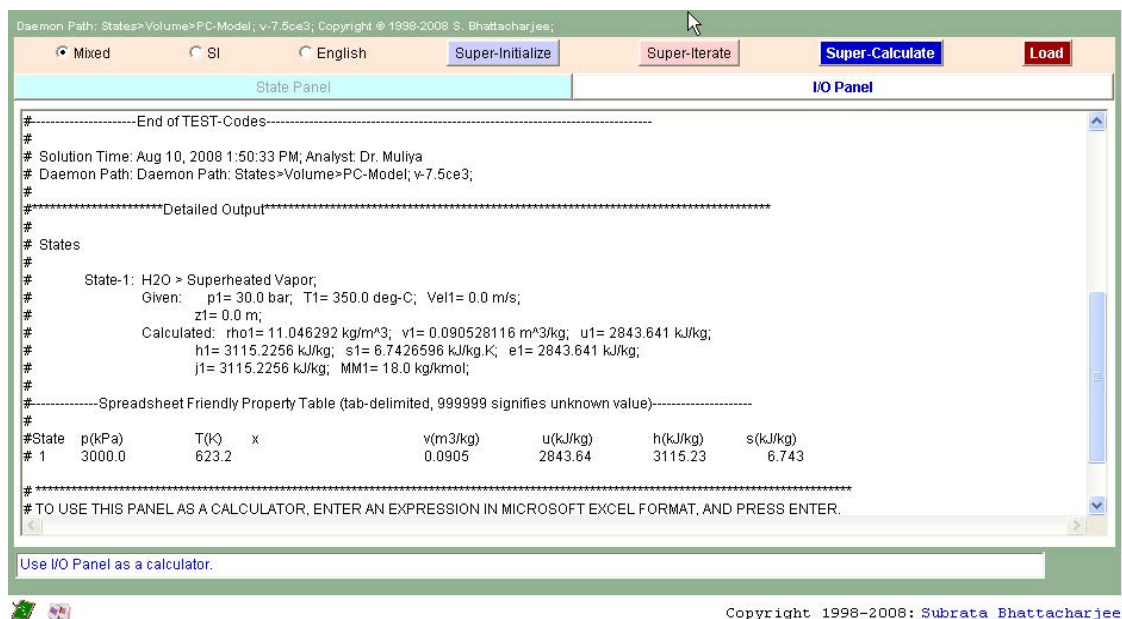 Daemon Path: States>Volume>PC-Model; v-7.5ce3; Copyright © 1998-2008 S. Bhattacharjee;
Mixed SI English Super-Initialize Super-Iterate Super-Calculate Load
State Panel I/O Panel
#----------------------End of TEST-Codes--------------------------------------------------------------------------------
#
# Solution Time: Aug 10, 2008 1:50:33 PM; Analyst: Dr. Muliya
# Daemon Path: Daemon Path: States>Volume>PC-Model; v-7.5ce3;
#
#**********************Detailed Output**************************************************************************************
#
# States
#
# State-1: H2O > Superheated Vapor;
# Given: p1= 30.0 bar; T1= 350.0 deg-C; Vel1= 0.0 m/s;
# z1= 0.0 m;
# Calculated: rho1= 11.046292 kg/m^3; v1= 0.090528116 m^3/kg; u1= 2843.641 kJ/kg;
# h1= 3115.2256 kJ/kg; s1= 6.7426596 kJ/kg.K; e1= 2843.641 kJ/kg;
# j1= 3115.2256 kJ/kg; MM1= 18.0 kg/kmol;
#
#--------------Spreadsheet Friendly Property Table (tab-delimited, 999999 signifies unknown value)---------------------
#
#State p(kPa) T(K) x v(m3/kg) u(kJ/kg) h(kJ/kg) s(kJ/kg)
# 1 3000.0 623.2 0.0905 2843.64 3115.23 6.743
# ******************************************************************************************************************************************
# TO USE THIS PANEL AS A CALCULATOR, ENTER AN EXPRESSION IN MICROSOFT EXCEL FORMAT, AND PRESS ENTER.
Use I/O Panel as a calculator.
Copyright 1998-2008: Subrata Bhattacharjee